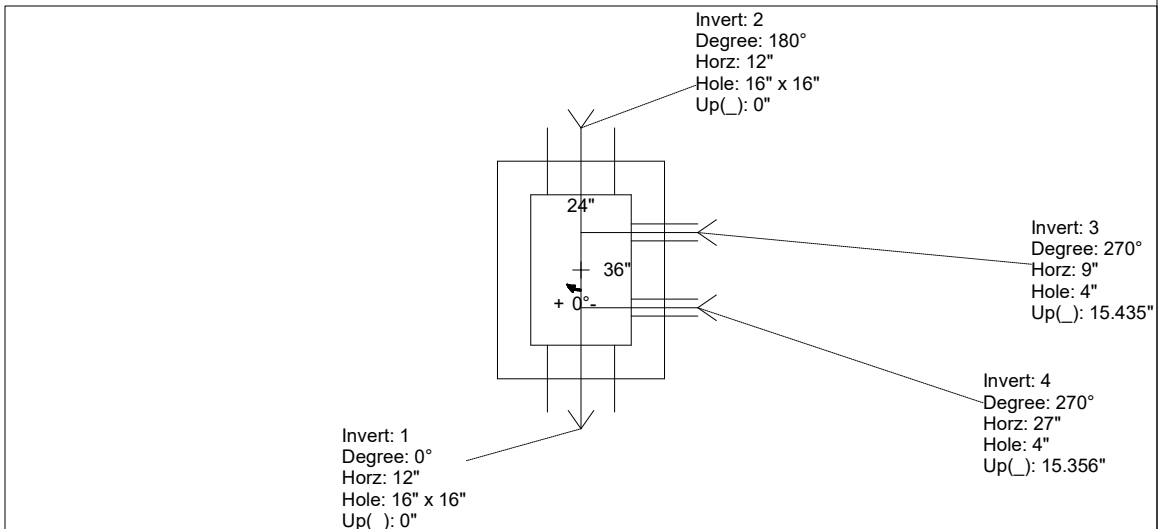 Invert: 2
Degree: 180°
Horz: 12"
Hole: 16" x 16"
Up(_): 0"
24"
36"
+ 0°-
Invert: 3
Degree: 270°
Horz: 9"
Hole: 4"
Up(_): 15.435"
Invert: 4
Degree: 270°
Horz: 27"
Hole: 4"
Up(_): 15.356"
Invert: 1
Degree: 0°
Horz: 12"
Hole: 16" x 16"
Up(_): 0"